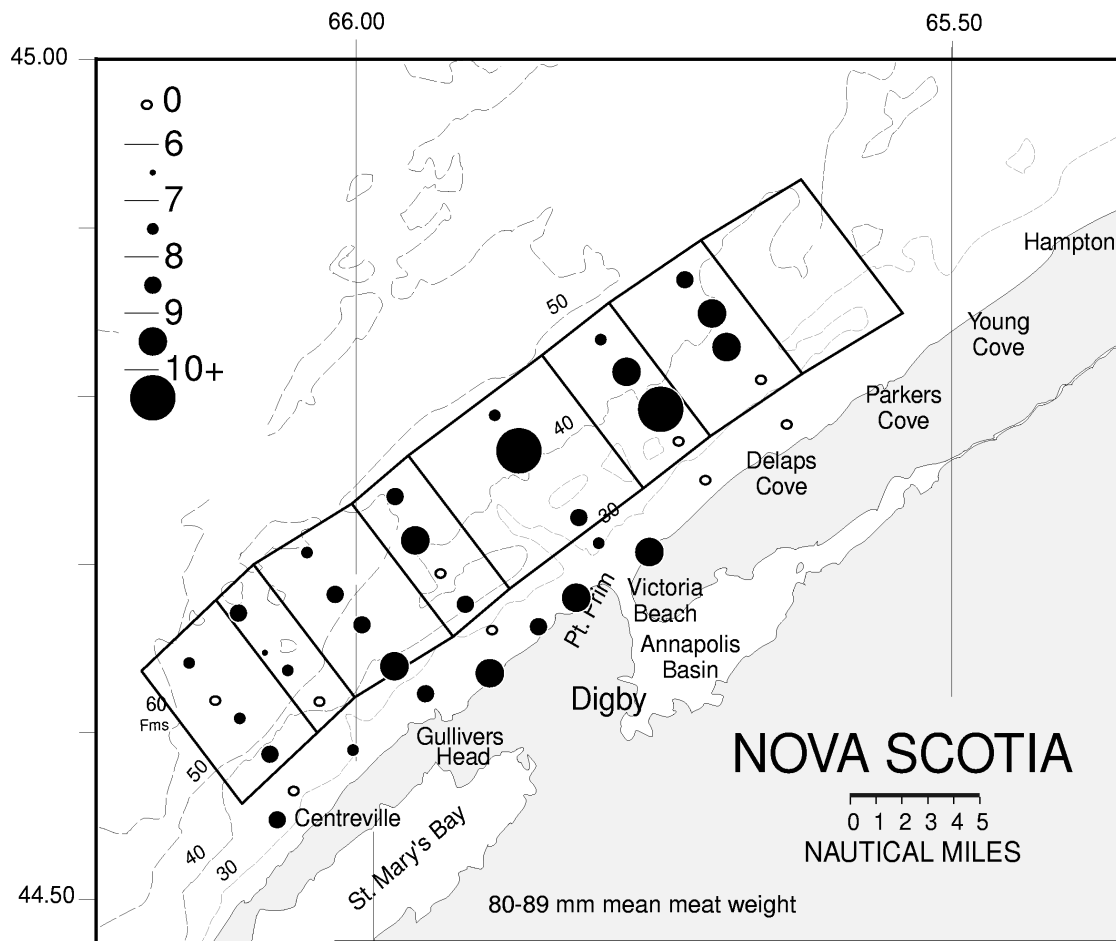 66.00
65.50
45.00
0
6
7
8
9
10+
Hampton
50
Young
Cove
Parkers
Cove
40
Delaps
Cove
30
Victoria
Beach
Pt. Prim
Annapolis
Basin
Digby
60
Fms
Gullivers
Head
NOVA SCOTIA
50
0 1 2 3 4 5
NAUTICAL MILES
Centreville
St. Mary's Bay
40
30
44.50
80-89 mm mean meat weight